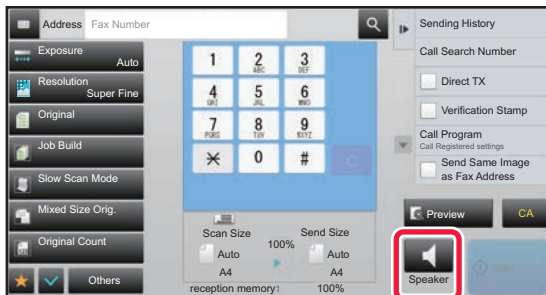 Address Fax Number
Sending History
Exposure
Auto
Call Search Number
Resolution
Super Fine
Direct TX
Original
Verification Stamp
Job Build
Call Program
Call Registered settings
Slow Scan Mode
Send Same Image
as Fax Address
Mixed Size Orig.
Original Count
Others
1
2 ABC
3 DEF
4 GHI
5 JKL
6 MNO
7 PQRS
8 TUV
9 WXYZ
0
#
C
Scan Size
Send Size
100%
Auto
Auto
A4
A4
reception memory: 100%
Preview
CA
Speaker
Start